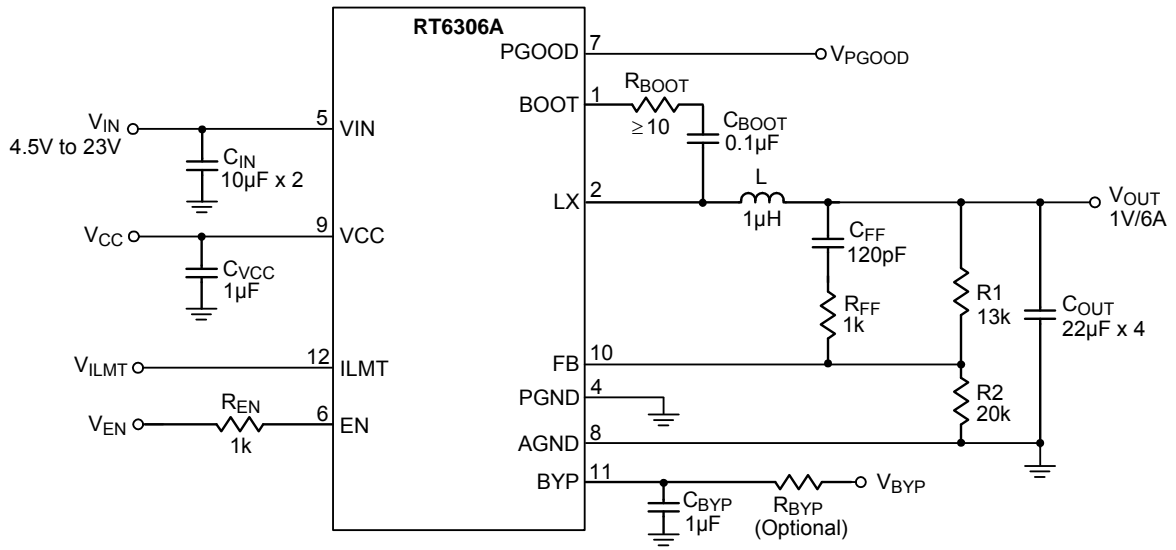 RT6306A
PGOOD
7
VPGOOD
BOOT
1
RBOOT
≥10
CBOOT
0.1µF
VIN
4.5V to 23V
5
VIN
CIN
10µF x 2
LX
2
L
1µH
VOUT
1V/6A
VCC
9
VCC
CVCC
1µF
CFF
120pF
RFF
1k
R1
13k
COUT
22µF x 4
VILMT
12
ILMT
FB
10
PGND
4
R2
20k
VEN
REN
1k
6
EN
AGND
8
BYP
11
CBYP
1µF
RBYP
(Optional)
VBYP